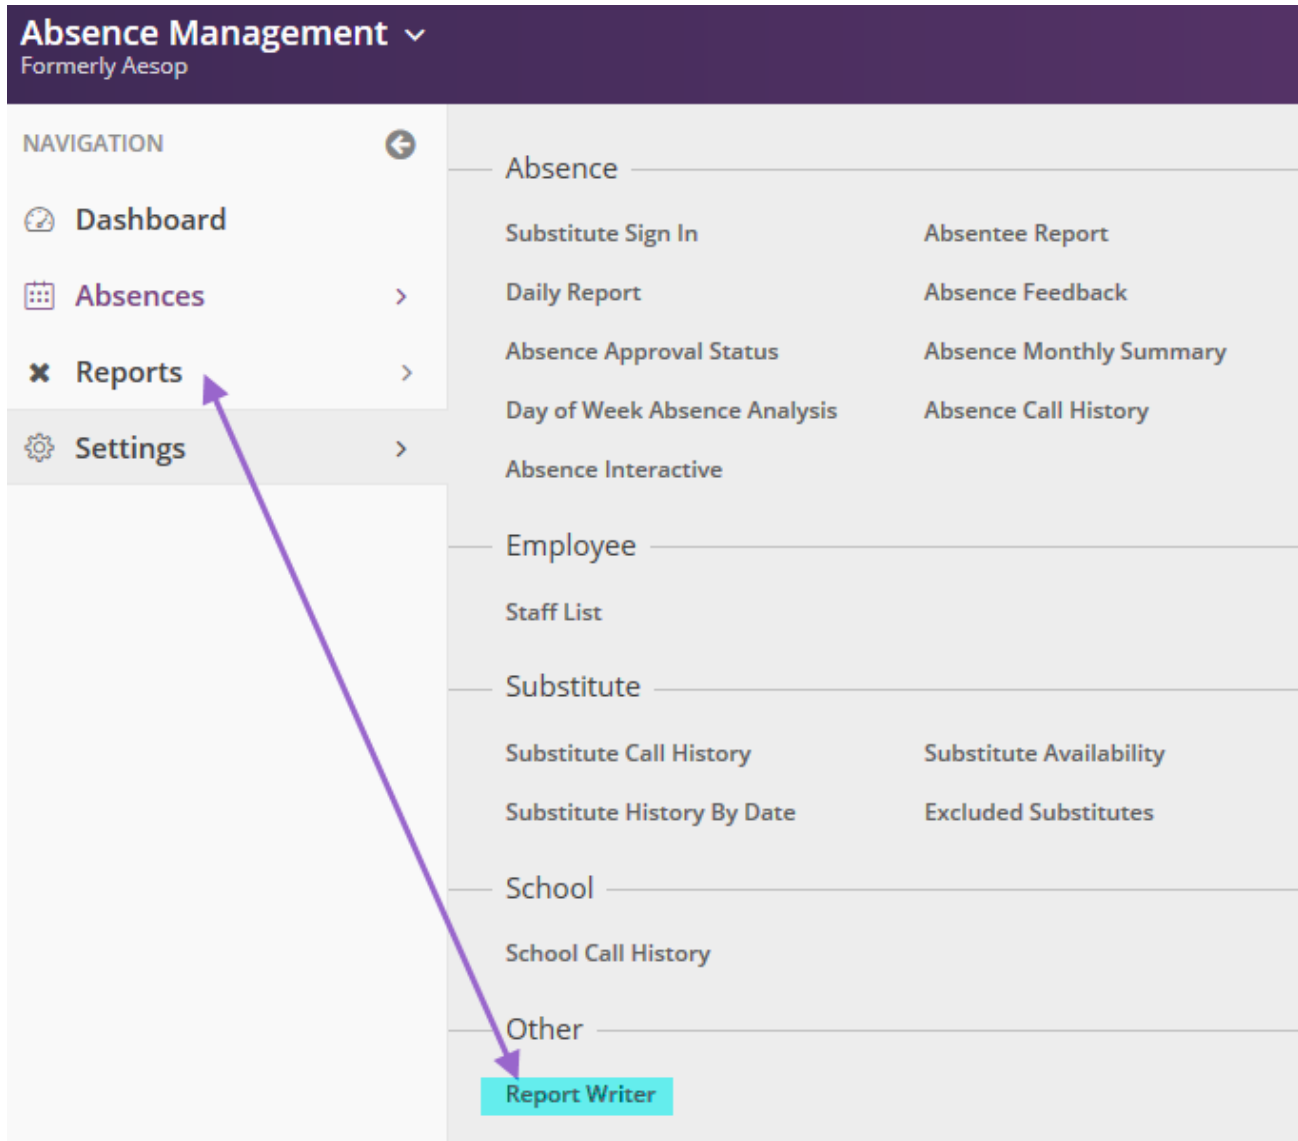 Absence Management
Formerly Aesop
NAVIGATION
Dashboard
Absences
Reports
Settings
Absence
Substitute Sign In
Absentee Report
Daily Report
Absence Feedback
Absence Approval Status
Absence Monthly Summary
Day of Week Absence Analysis
Absence Call History
Absence Interactive
Employee
Staff List
Substitute
Substitute Call History
Substitute Availability
Substitute History By Date
Excluded Substitutes
School
School Call History
Other
Report Writer